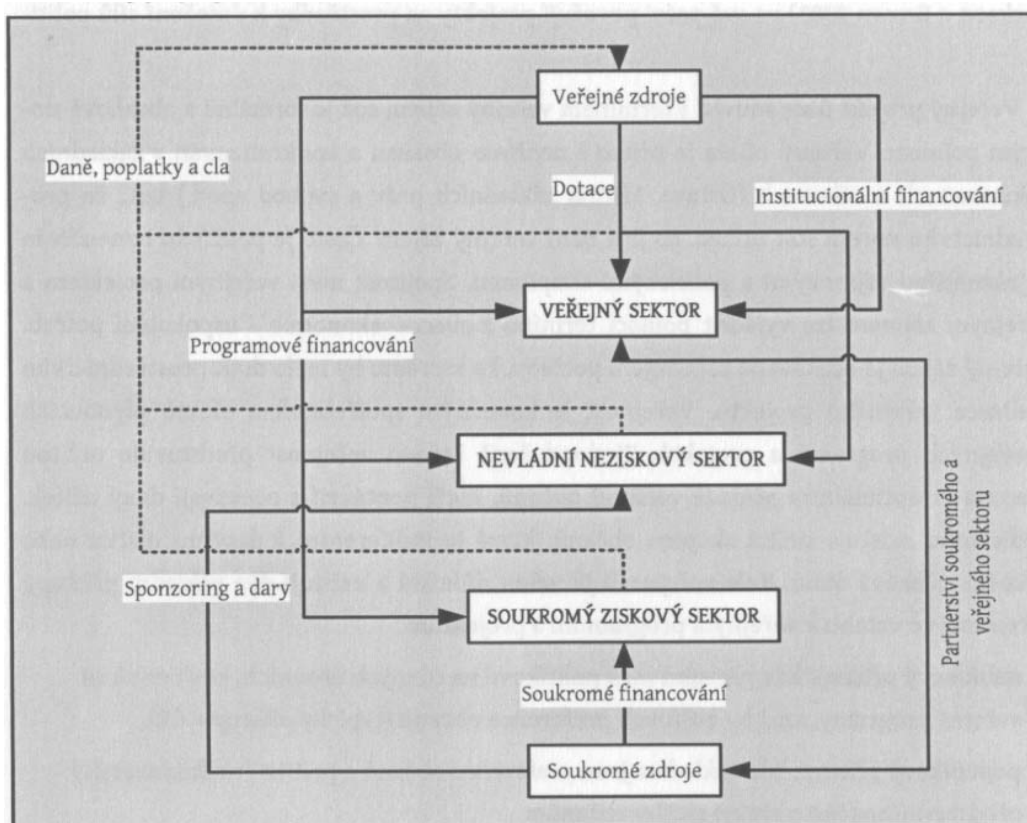 Veřejné zdroje
Daně, poplatky a cla
Dotace
Institucionální financování
VEŘEJNÝ SEKTOR
Programové financování
NEVLÁDNÍ NEZISKOVÝ SEKTOR
Sponzoring a dary
SOUKROMÝ ZISKOVÝ SEKTOR
Partnerství soukromého a
veřejného sektoru
Soukromé financování
Soukromé zdroje